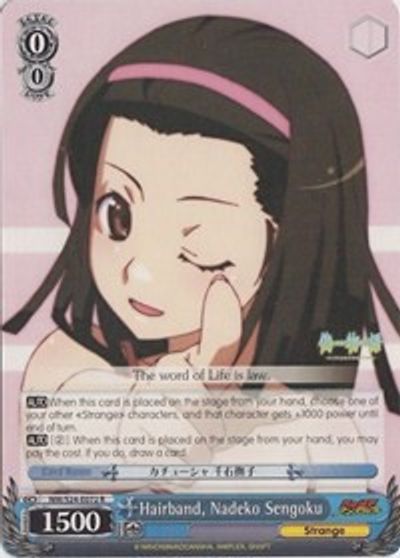 0
0
The word of Life is law.
AUTO When this card is placed on the stage from your hand, choose one
of your other «Strange» characters, and that character gets +1000 power until
end of turn.
AUTO [②] When this card is placed on the stage from your hand, you may
pay the cost. If you do, draw a card.
Card Name
カチューシャ 千石撫子
1500
Hairband, Nadeko Sengoku
Strange